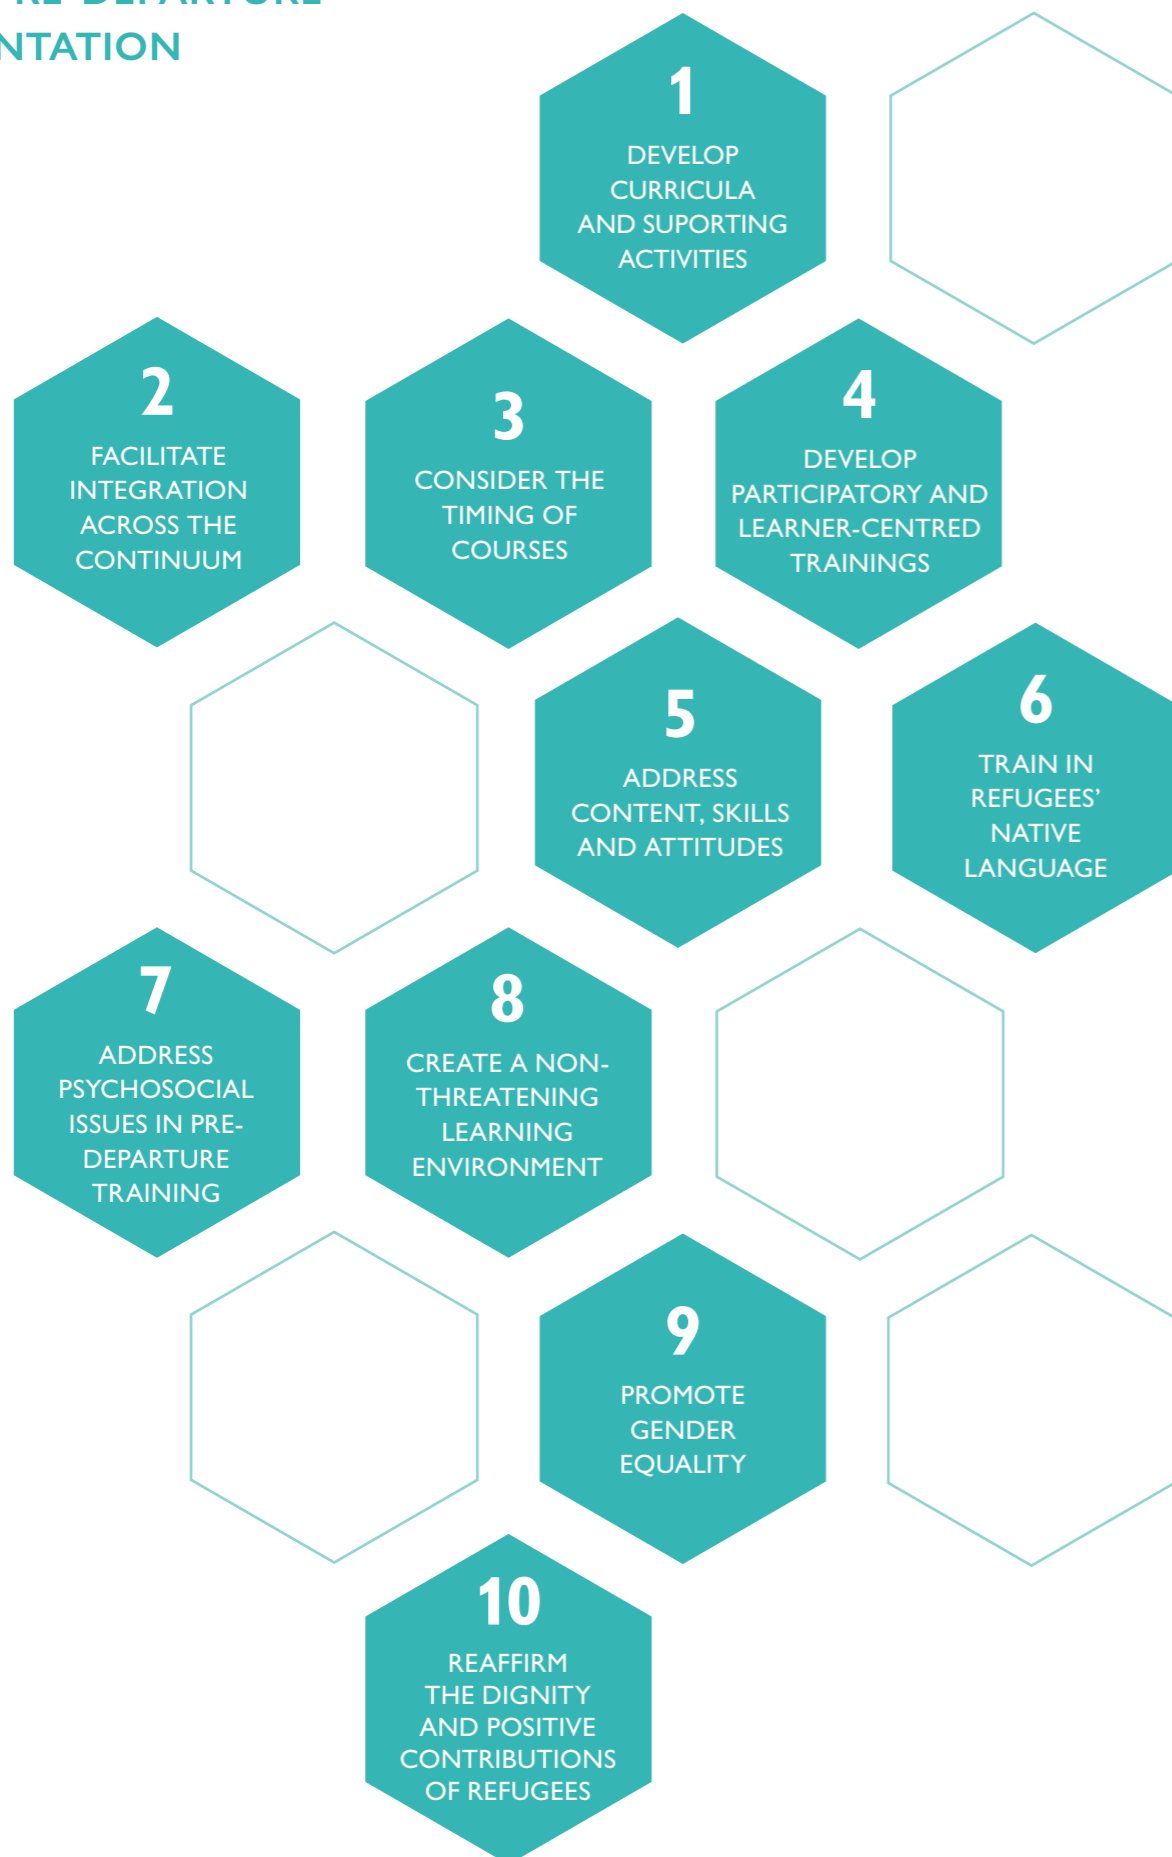 RE-DEPARTURE
NTATION
1
DEVELOP
CURRICULA
AND SUPORTING
ACTIVITIES
2
FACILITATE
INTEGRATION
ACROSS THE
CONTINUUM
3
CONSIDER THE
TIMING OF
COURSES
4
DEVELOP
PARTICIPATORY AND
LEARNER-CENTRED
TRAININGS
5
ADDRESS
CONTENT, SKILLS
AND ATTITUDES
6
TRAIN IN
REFUGEES’
NATIVE
LANGUAGE
7
ADDRESS
PSYCHOSOCIAL
ISSUES IN PRE-
DEPARTURE
TRAINING
8
CREATE A NON-
THREATENING
LEARNING
ENVIRONMENT
9
PROMOTE
GENDER
EQUALITY
10
REAFFIRM
THE DIGNITY
AND POSITIVE
CONTRIBUTIONS
OF REFUGEES